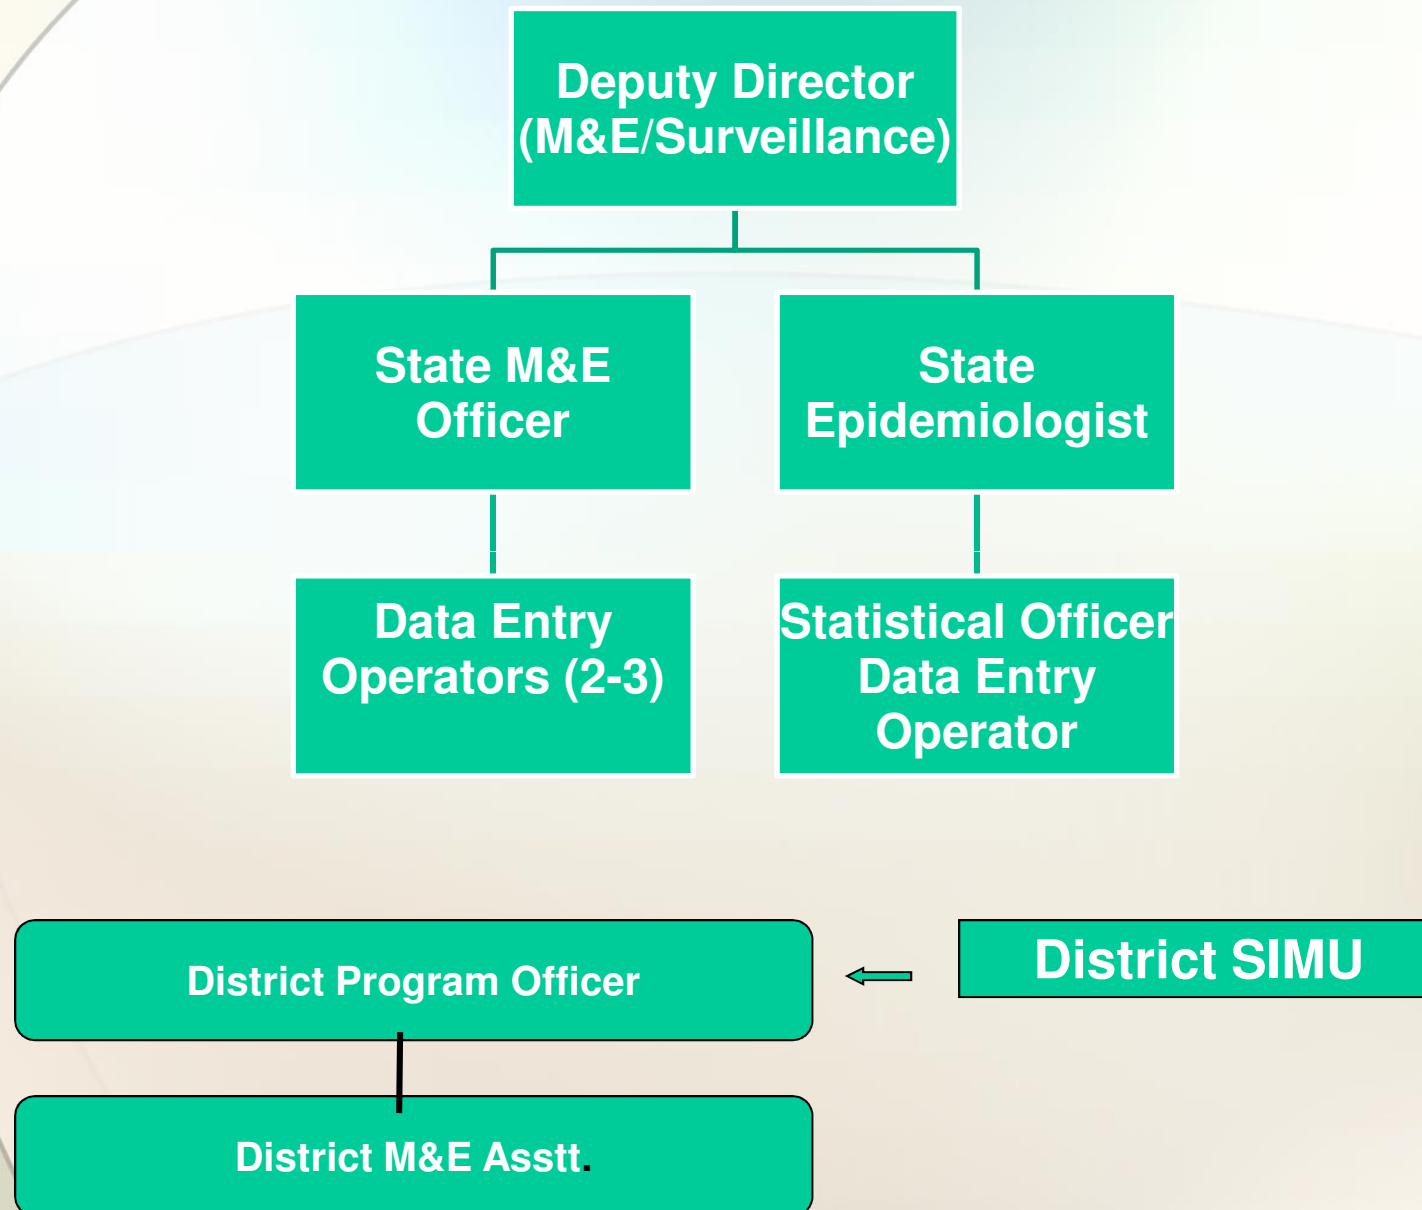 Deputy Director
(M&E/Surveillance)
State M&E
Officer
State
Epidemiologist
Data Entry
Operators (2-3)
Statistical Officer
Data Entry
Operator
District Program Officer
District SIMU
District M&E Asstt.